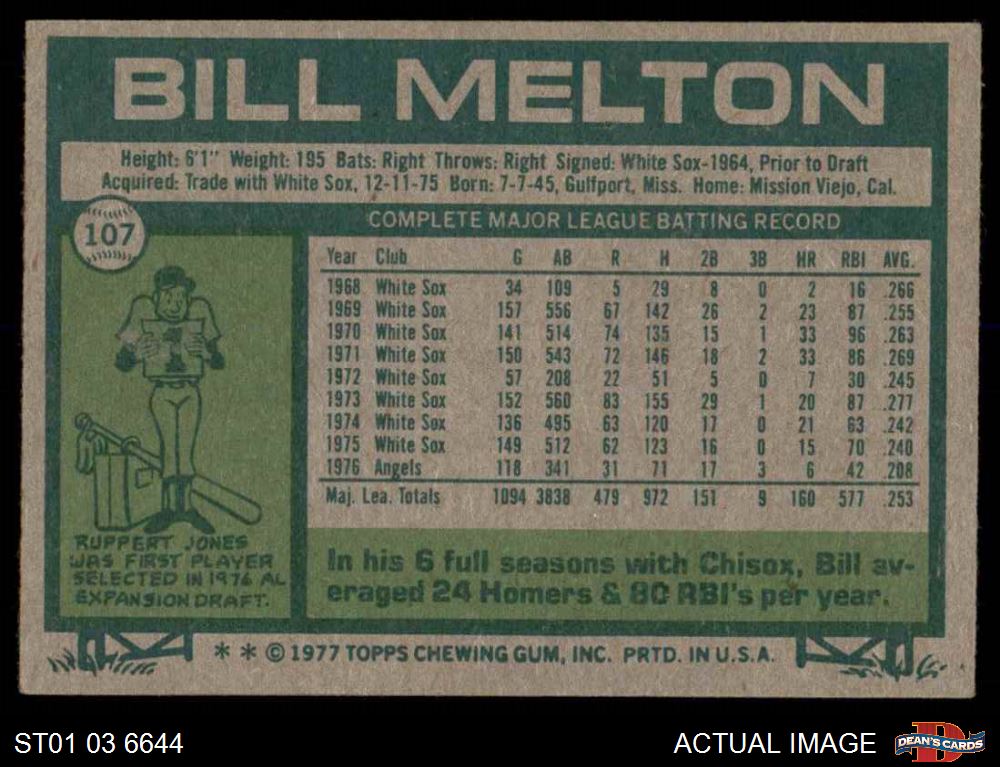 BILL MELTON
Height: 6'1" Weight: 195 Bats: Right Throws: Right Signed: White Sox-1964, Prior to Draft
Acquired: Trade with White Sox, 12-11-75 Born: 7-7-45, Gulfport, Miss. Home: Mission Viejo, Cal.
107
COMPLETE MAJOR LEAGUE BATTING RECORD
Year Club G AB R H 2B 3B HR RBI AVG.
1968 White Sox 34 109 5 29 8 0 2 16 .266
1969 White Sox 157 556 67 142 26 2 23 87 .255
1970 White Sox 141 514 74 135 15 1 33 96 .263
1971 White Sox 150 543 72 146 18 2 33 86 .269
1972 White Sox 57 208 22 51 5 0 7 30 .245
1973 White Sox 152 560 83 155 29 1 20 87 .277
1974 White Sox 136 495 63 120 17 0 21 63 .242
1975 White Sox 149 512 62 123 16 0 15 70 .240
1976 Angels 118 341 31 71 17 3 6 42 .208
Maj. Lea. Totals 1094 3838 479 972 151 9 160 577 .253
1
RUPPERT JONES
WAS FIRST PLAYER
SELECTED IN 1976 AL
EXPANSION DRAFT.
In his 6 full seasons with Chisox, Bill av-
eraged 24 Homers & 80 RBI's per year.
* * © 1977 TOPPS CHEWING GUM, INC. PRTD. IN U.S.A.
ST01 03 6644
ACTUAL IMAGE
D
DEAN'S CARDS